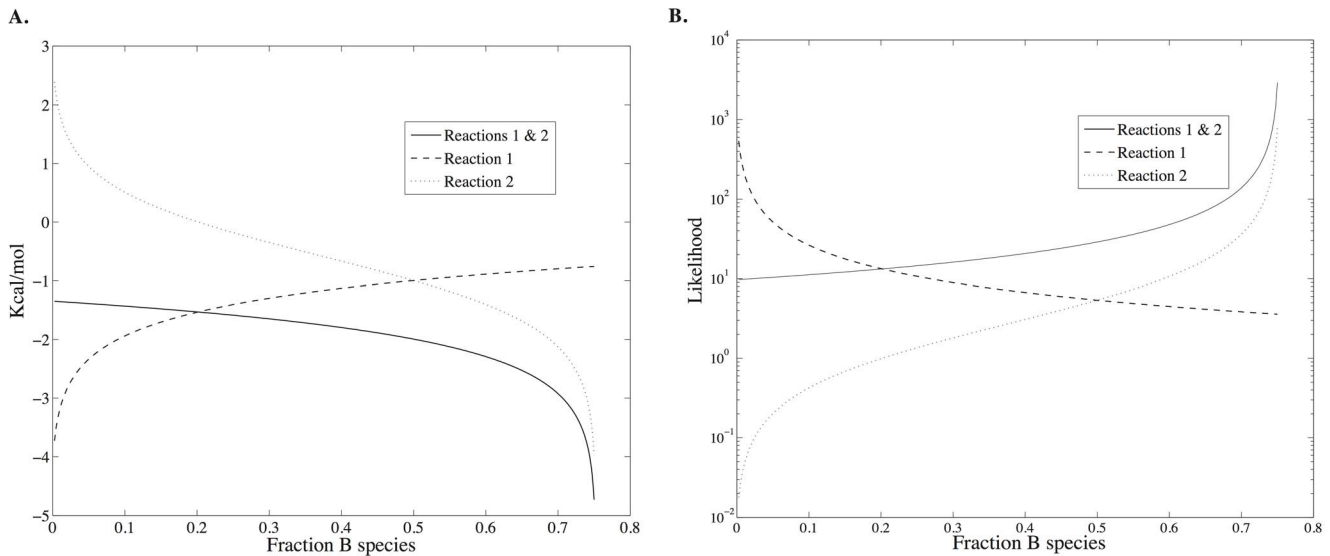 A.
3
2
1
0
−1
−2
−3
−4
−5
0
0.1
0.2
0.3
0.4
0.5
0.6
0.7
0.8
Kcal/mol
Fraction B species
Reactions 1 & 2
Reaction 1
Reaction 2
B.
10^4
10^3
10^2
10^1
10^0
10^−1
10^−2
0
0.1
0.2
0.3
0.4
0.5
0.6
0.7
0.8
Likelihood
Fraction B species
Reactions 1 & 2
Reaction 1
Reaction 2